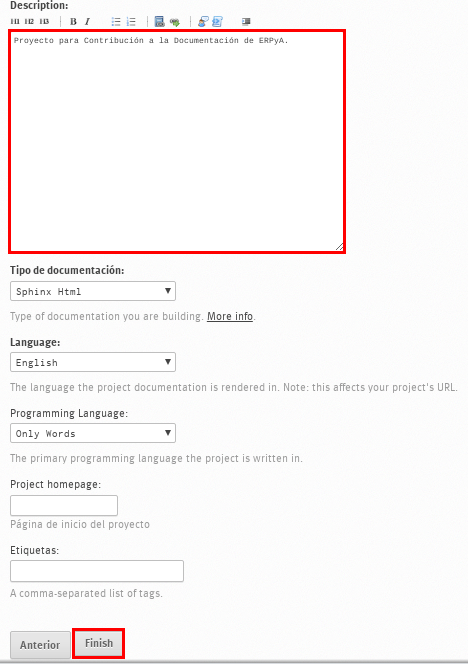 Description:
H1 H2 H3 B I
Proyecto para Contribución a la Documentación de ERPyA.
Tipo de documentación:
Sphinx Html
Type of documentation you are building. More info.
Language:
English
The language the project documentation is rendered in. Note: this affects your project's URL.
Programming Language:
Only Words
The primary programming language the project is written in.
Project homepage:
Página de inicio del proyecto
Etiquetas:
A comma-separated list of tags.
Anterior Finish